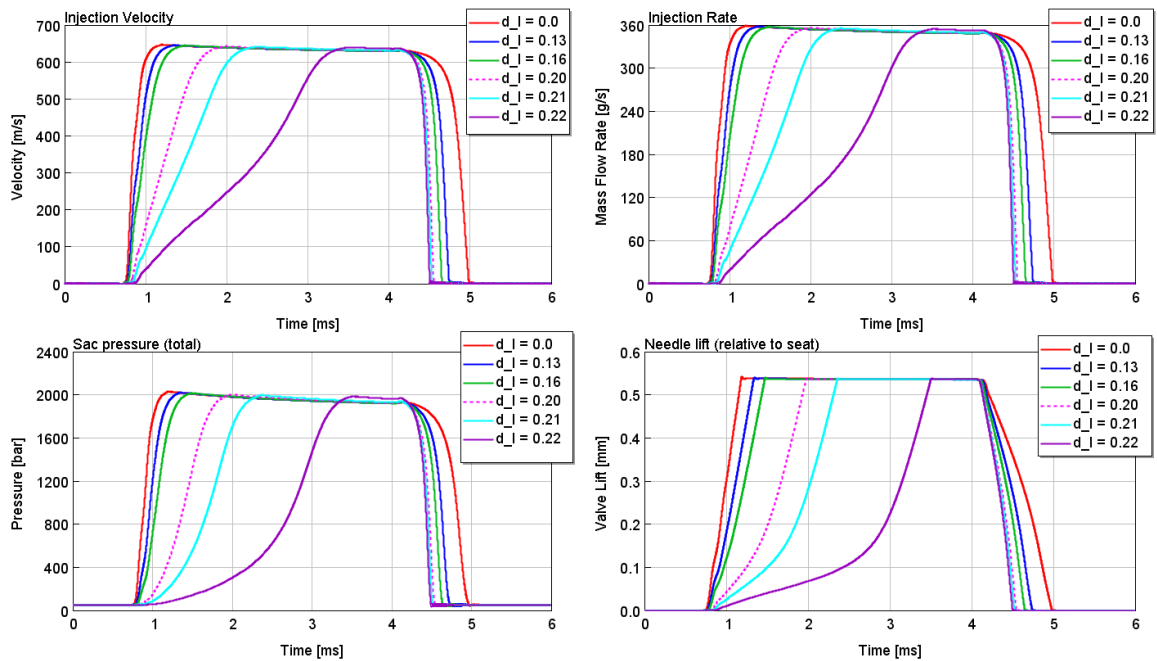 Injection Velocity
700
600
500
400
300
200
100
0
Velocity [m/s]
0 1 2 3 4 5 6
Time [ms]
d_l = 0.0
d_l = 0.13
d_l = 0.16
d_l = 0.20
d_l = 0.21
d_l = 0.22
Injection Rate
360
300
240
180
120
60
0
Mass Flow Rate [g/s]
0 1 2 3 4 5 6
Time [ms]
d_l = 0.0
d_l = 0.13
d_l = 0.16
d_l = 0.20
d_l = 0.21
d_l = 0.22
Sac pressure (total)
2400
2000
1600
1200
800
400
0
Pressure [bar]
0 1 2 3 4 5 6
Time [ms]
d_l = 0.0
d_l = 0.13
d_l = 0.16
d_l = 0.20
d_l = 0.21
d_l = 0.22
Needle lift (relative to seat)
0.6
0.5
0.4
0.3
0.2
0.1
0.0
Valve Lift [mm]
0 1 2 3 4 5 6
Time [ms]
d_l = 0.0
d_l = 0.13
d_l = 0.16
d_l = 0.20
d_l = 0.21
d_l = 0.22